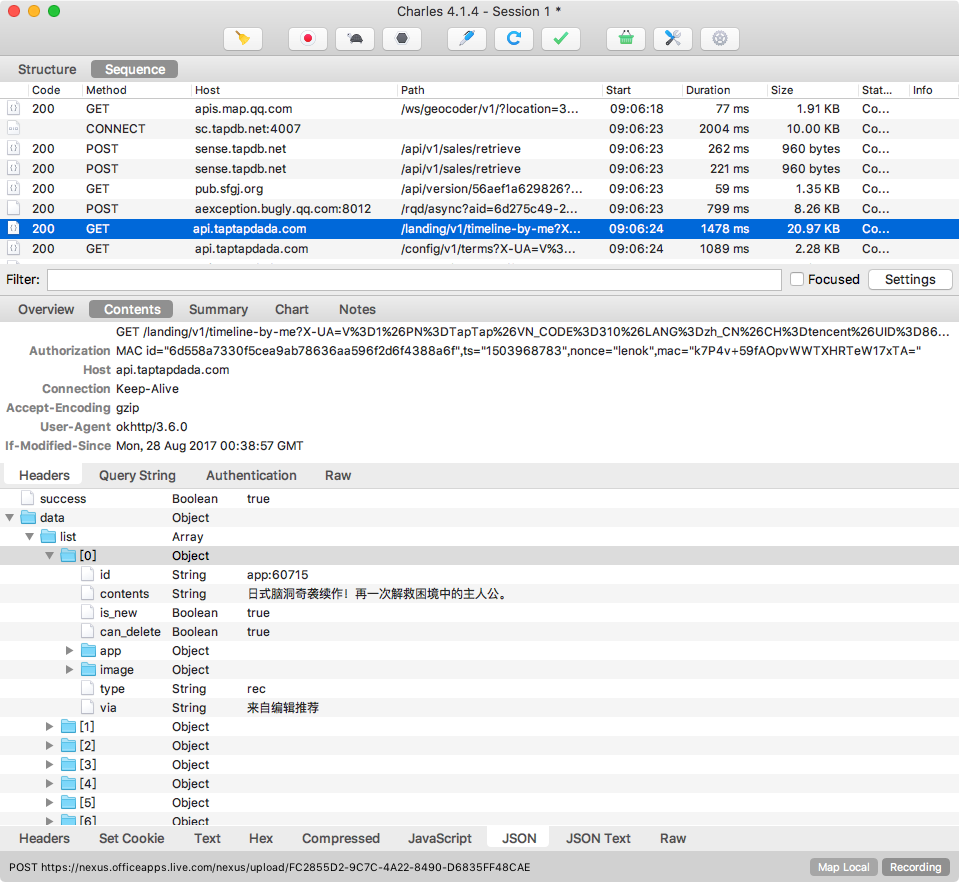 Charles 4.1.4 - Session 1 *
Structure Sequence
Code Method Host Path Start Duration Size Stat... Info
200 GET apis.map.qq.com /ws/geocoder/v1/?location=3... 09:06:18 77 ms 1.91 KB Co...
CONNECT sc.tapdb.net:4007 09:06:23 2004 ms 10.00 KB Co...
200 POST sense.tapdb.net /api/v1/sales/retrieve 09:06:23 262 ms 960 bytes Co...
200 POST sense.tapdb.net /api/v1/sales/retrieve 09:06:23 221 ms 960 bytes Co...
200 GET pub.sfgj.org /api/version/56aef1a629826?... 09:06:23 59 ms 1.35 KB Co...
200 POST aexception.bugly.qq.com:8012 /rqd/async?aid=6d275c49-2... 09:06:23 799 ms 8.26 KB Co...
200 GET api.taptapdada.com /landing/v1/timeline-by-me?X... 09:06:24 1478 ms 20.97 KB Co...
200 GET api.taptapdada.com /config/v1/terms?X-UA=V%3... 09:06:24 1089 ms 2.28 KB Co...
Filter: Focused Settings
Overview Contents Summary Chart Notes
GET /landing/v1/timeline-by-me?X-UA=V%3D1%26PN%3DTapTap%26VN_CODE%3D310%26LANG%3Dzh_CN%26CH%3Dtencent%26UID%3D86...
Authorization MAC id="6d558a7330f5cea9ab78636aa596f2d6f4388a6f",ts="1503968783",nonce="lenok",mac="k7P4v+59fAOpvWWTXHRTeW17xTA="
Host api.taptapdada.com
Connection Keep-Alive
Accept-Encoding gzip
User-Agent okhttp/3.6.0
If-Modified-Since Mon, 28 Aug 2017 00:38:57 GMT
Headers Query String Authentication Raw
success Boolean true
data Object
list Array
[0] Object
id String app:60715
contents String 日式脑洞奇袭续作！再一次解救困境中的主人公。
is_new Boolean true
can_delete Boolean true
app Object
image Object
type String rec
via String 来自编辑推荐
[1] Object
[2] Object
[3] Object
[4] Object
[5] Object
[6] Object
Headers Set Cookie Text Hex Compressed JavaScript JSON JSON Text Raw
POST https://nexus.officeapps.live.com/nexus/upload/FC2855D2-9C7C-4A22-8490-D6835FF48CAE Map Local Recording